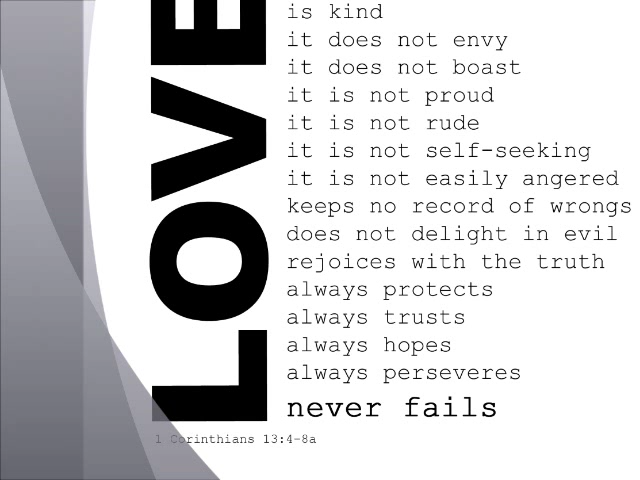 LOVE
is kind
it does not envy
it does not boast
it is not proud
it is not rude
it is not self-seeking
it is not easily angered
keeps no record of wrongs
does not delight in evil
rejoices with the truth
always protects
always trusts
always hopes
always perseveres
never fails
1 Corinthians 13:4-8a